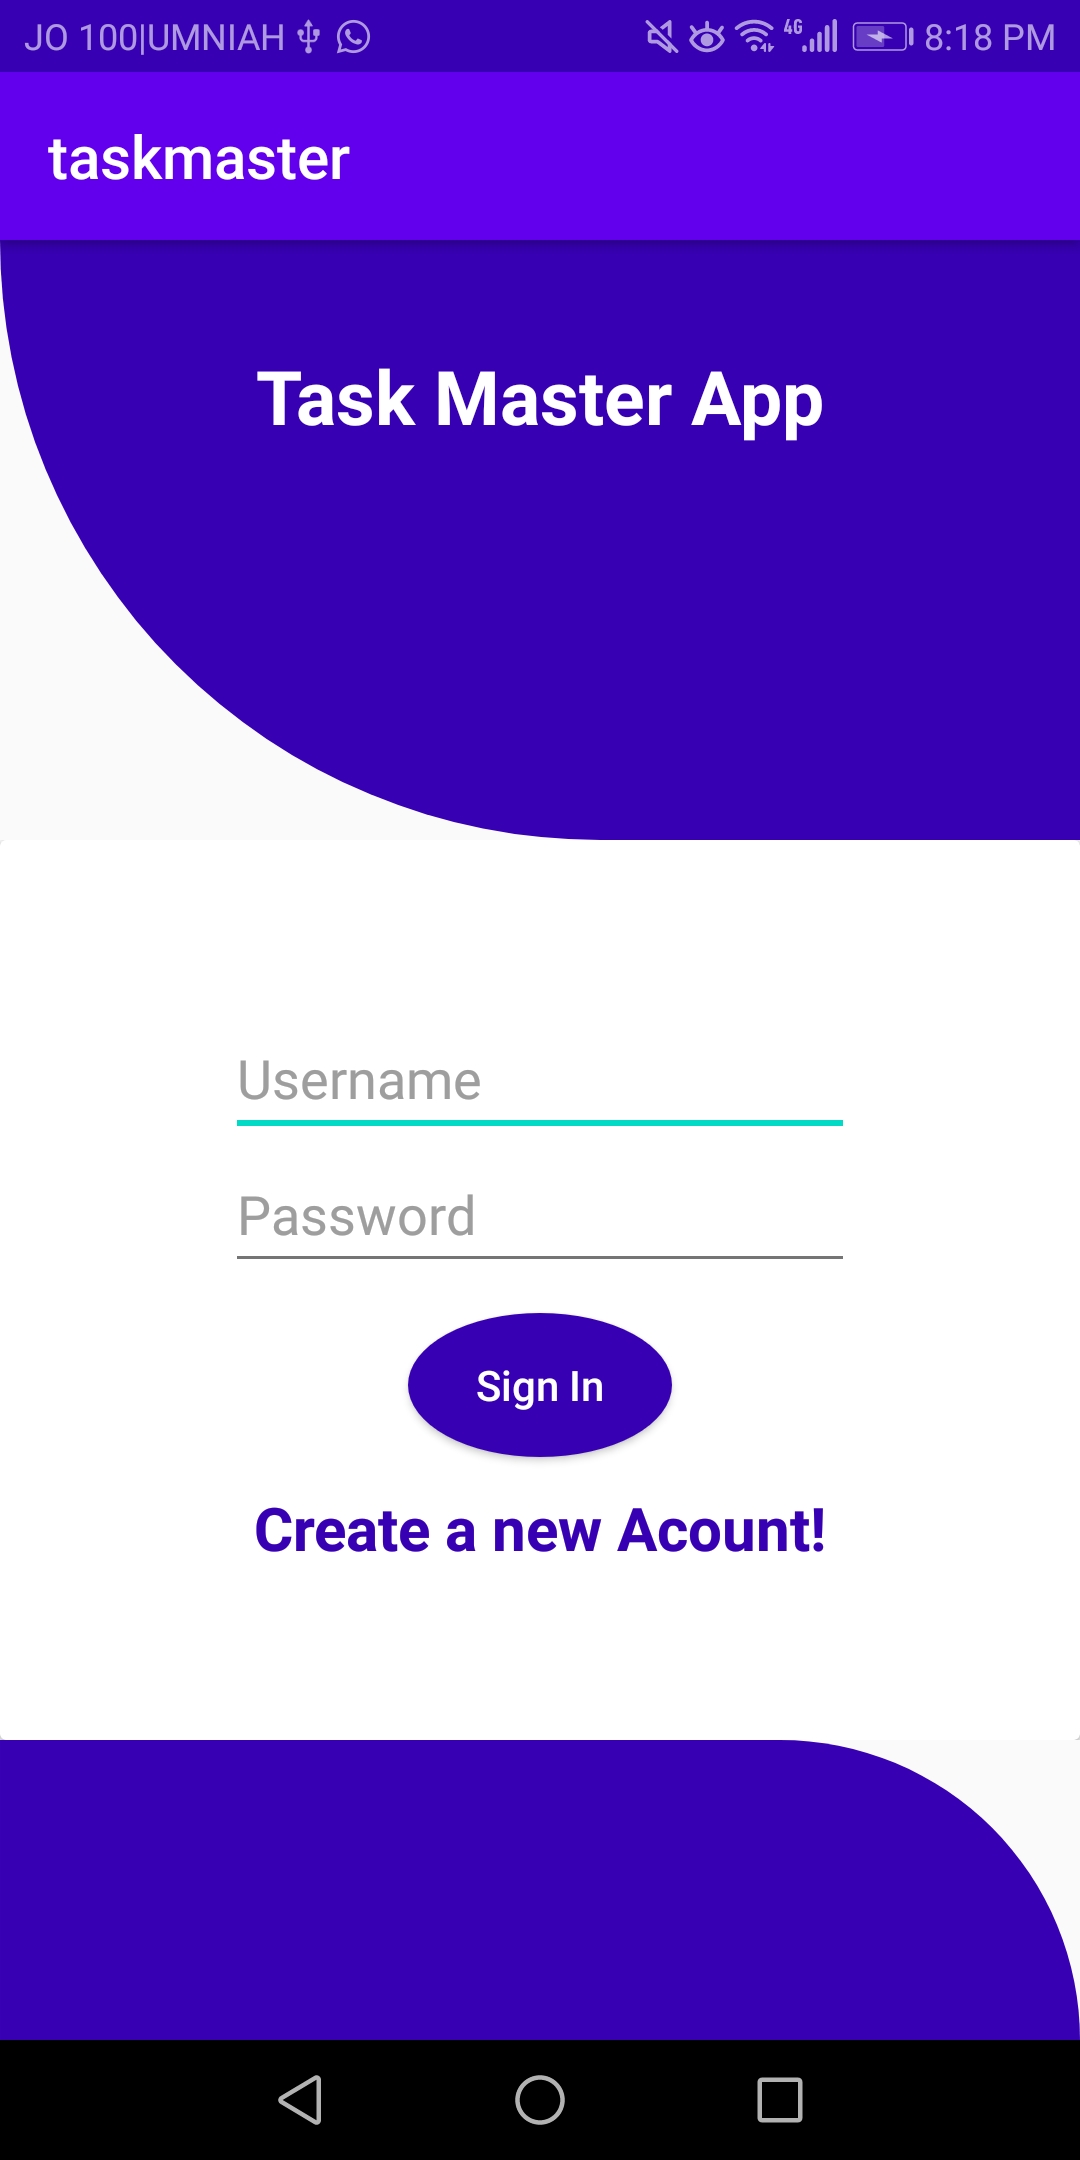 JO 100|UMNIAH 4G 8:18 PM
taskmaster
Task Master App
Username
Password
Sign In
Create a new Acount!